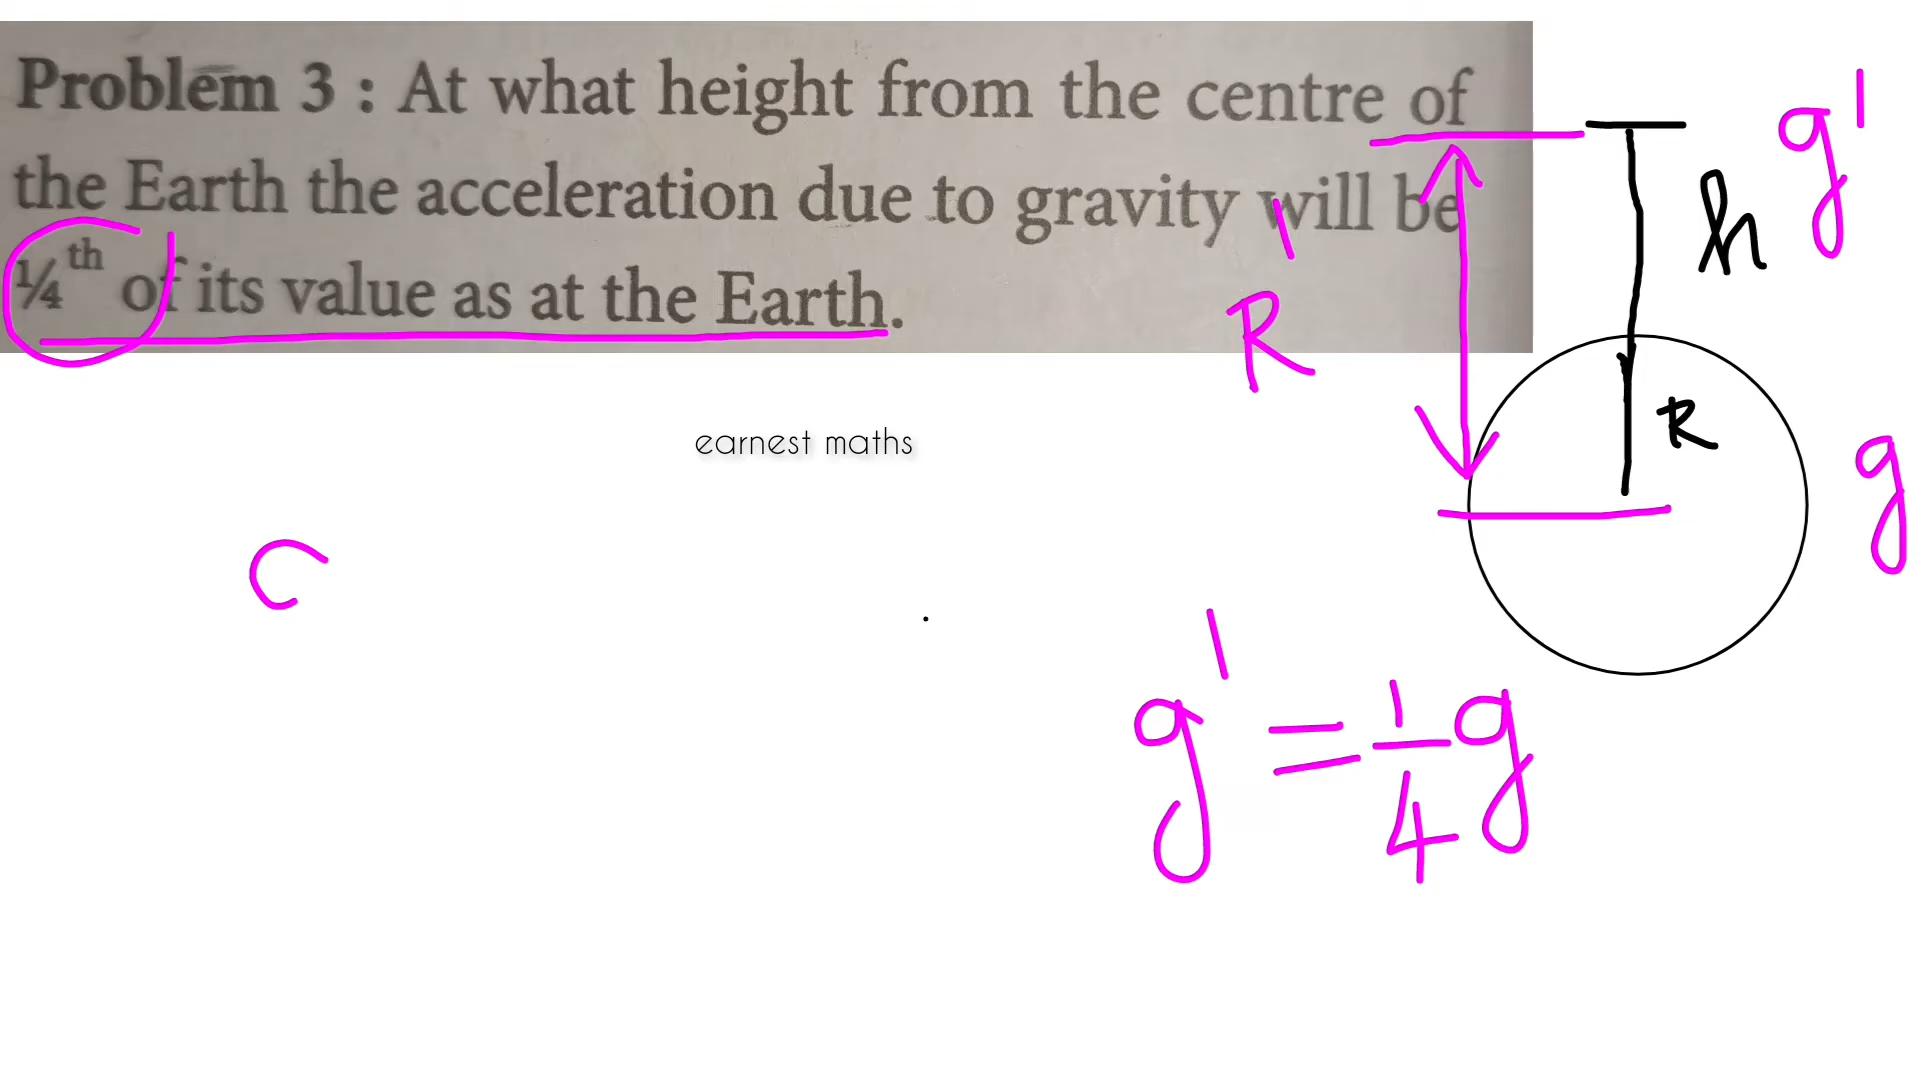 Problem 3 : At what height from the centre of
the Earth the acceleration due to gravity will be
¼th of its value as at the Earth.
g'
h
R'
R
earnest maths
g
C
g' = 1/4 g